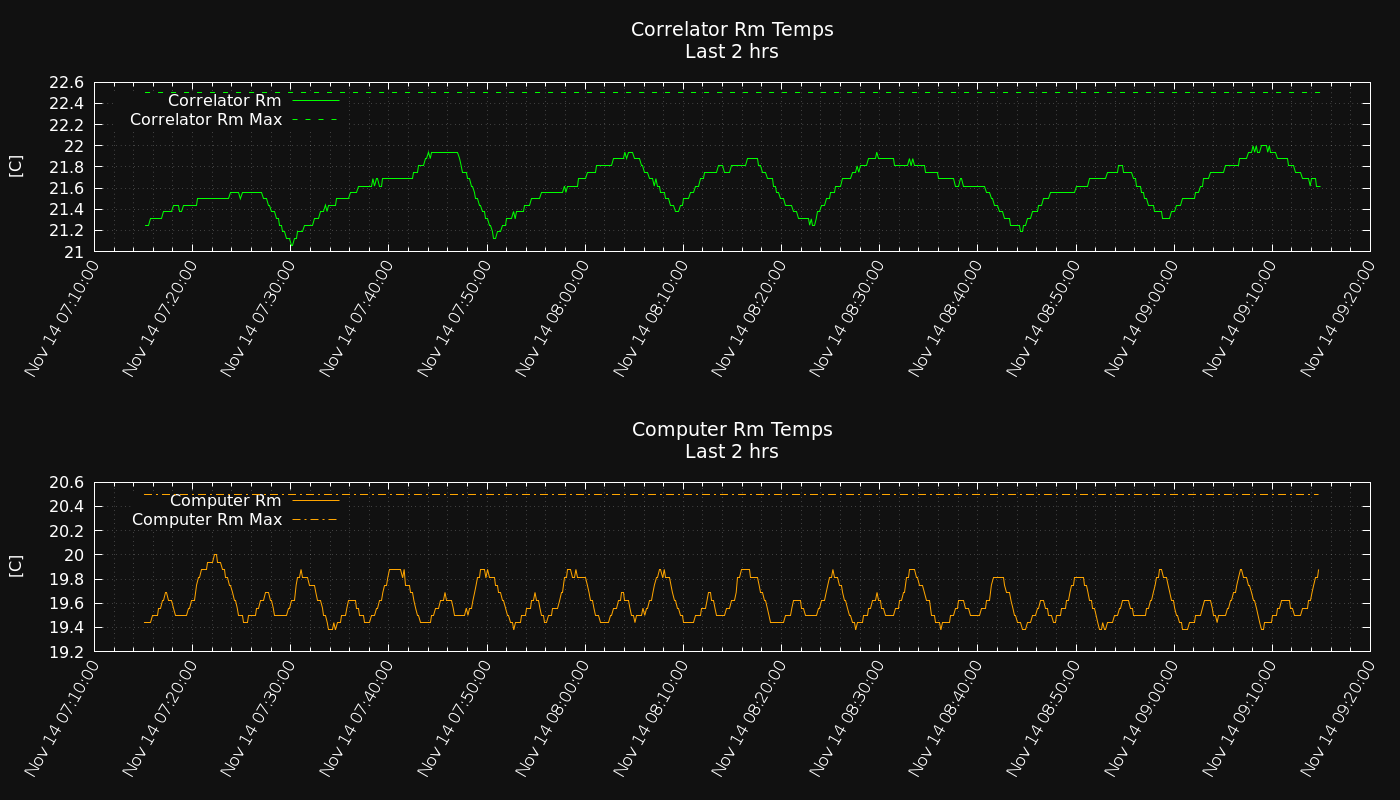 Correlator Rm Temps
Last 2 hrs
22.6
22.4
22.2
22
21.8
21.6
21.4
21.2
21
[C]
Correlator Rm
Correlator Rm Max
Nov 14 07:10:00
Nov 14 07:20:00
Nov 14 07:30:00
Nov 14 07:40:00
Nov 14 07:50:00
Nov 14 08:00:00
Nov 14 08:10:00
Nov 14 08:20:00
Nov 14 08:30:00
Nov 14 08:40:00
Nov 14 08:50:00
Nov 14 09:00:00
Nov 14 09:10:00
Nov 14 09:20:00
Computer Rm Temps
Last 2 hrs
20.6
20.4
20.2
20
19.8
19.6
19.4
19.2
[C]
Computer Rm
Computer Rm Max
Nov 14 07:10:00
Nov 14 07:20:00
Nov 14 07:30:00
Nov 14 07:40:00
Nov 14 07:50:00
Nov 14 08:00:00
Nov 14 08:10:00
Nov 14 08:20:00
Nov 14 08:30:00
Nov 14 08:40:00
Nov 14 08:50:00
Nov 14 09:00:00
Nov 14 09:10:00
Nov 14 09:20:00